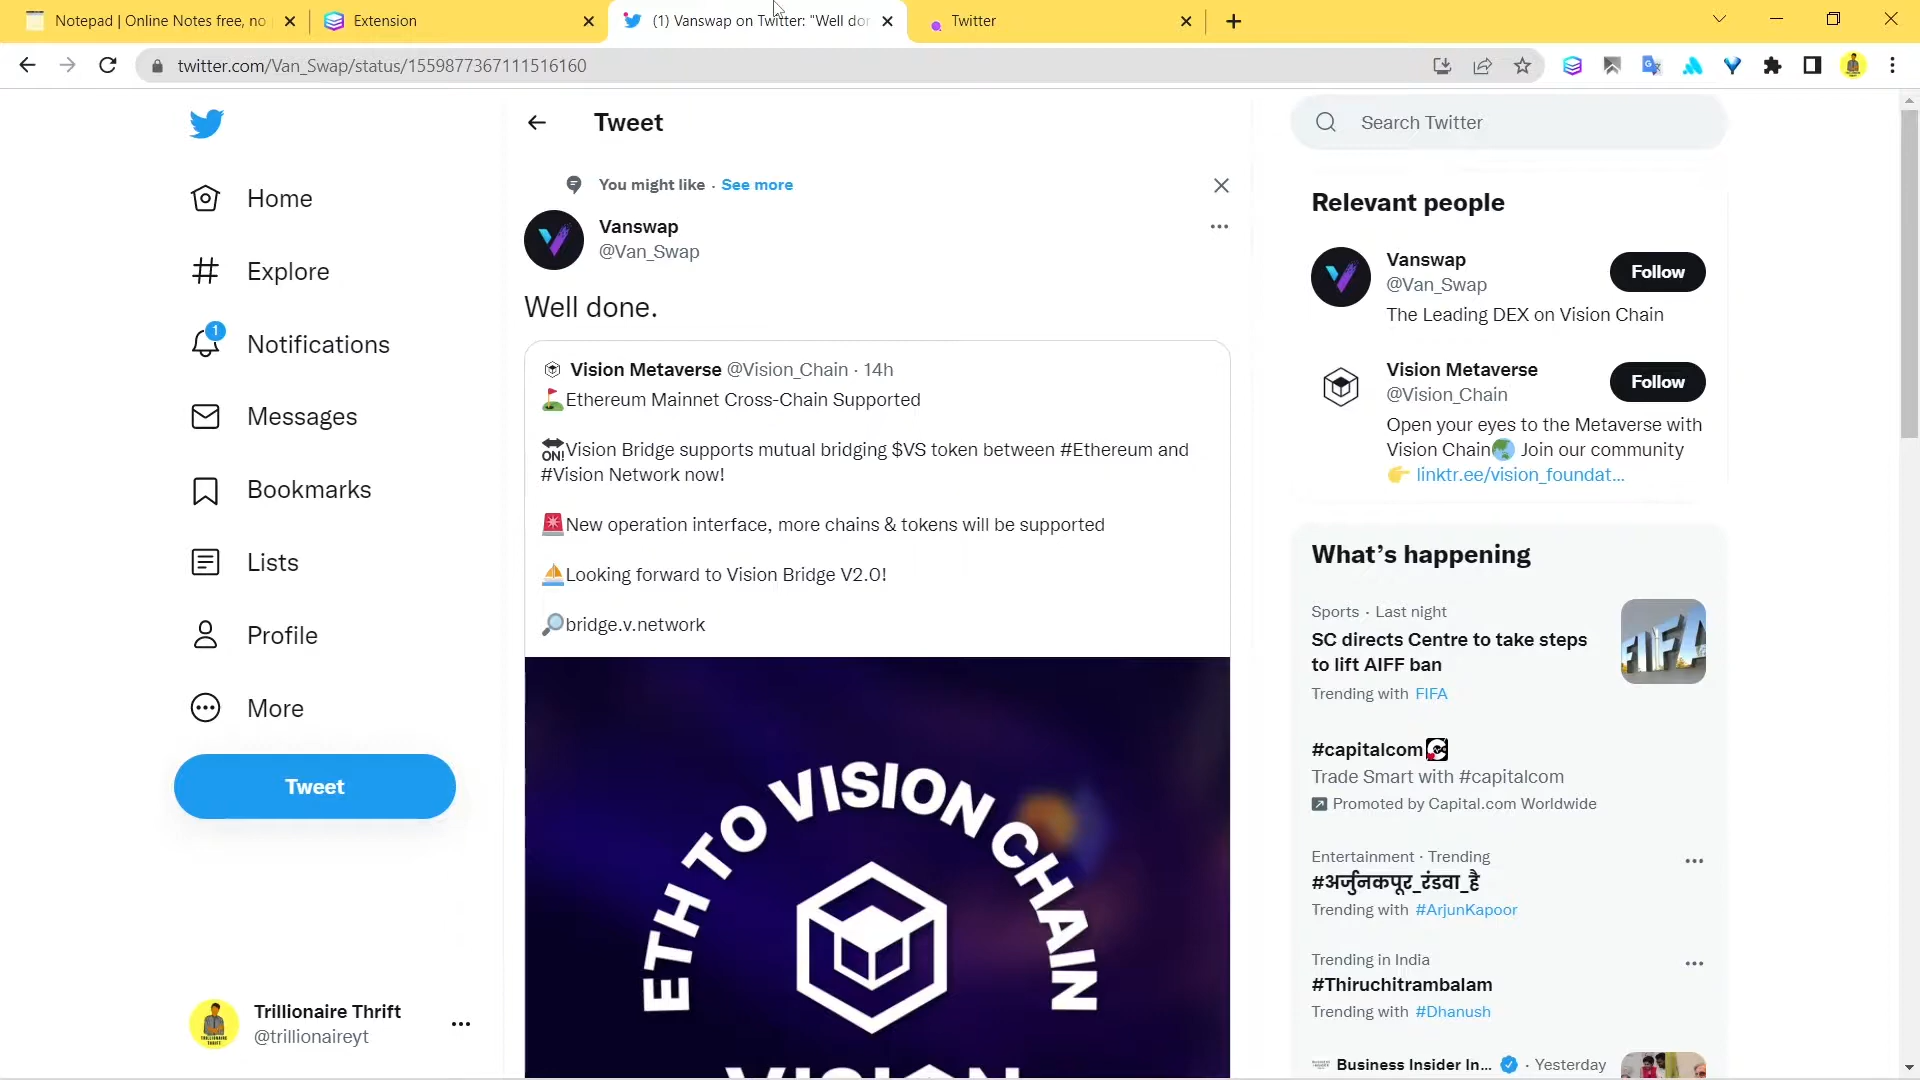 Notepad | Online Notes free, no
Extension
(1) Vanswap on Twitter: "Well do
Twitter
twitter.com/Van_Swap/status/1559877367111516160
Tweet
Search Twitter
You might like · See more
Vanswap
@Van_Swap
Well done.
Vision Metaverse @Vision_Chain · 14h
⛳Ethereum Mainnet Cross-Chain Supported
🔛Vision Bridge supports mutual bridging $VS token between #Ethereum and
#Vision Network now!
🚨New operation interface, more chains & tokens will be supported
⛵Looking forward to Vision Bridge V2.0!
🔎bridge.v.network
ETH TO VISION CHAIN
VISION
Home
Explore
1
Notifications
Messages
Bookmarks
Lists
Profile
More
Tweet
Trillionaire Thrift
@trillionaireyt
Relevant people
Vanswap
@Van_Swap
Follow
The Leading DEX on Vision Chain
Vision Metaverse
@Vision_Chain
Follow
Open your eyes to the Metaverse with
Vision Chain🌏 Join our community
👉 linktr.ee/vision_foundat...
What's happening
Sports · Last night
SC directs Centre to take steps
to lift AIFF ban
Trending with FIFA
FIFA
#capitalcom
Trade Smart with #capitalcom
Promoted by Capital.com Worldwide
Entertainment · Trending
#अर्जुनकपूर_रंडवा_है
Trending with #ArjunKapoor
Trending in India
#Thiruchitrambalam
Trending with #Dhanush
Business Insider In... · Yesterday